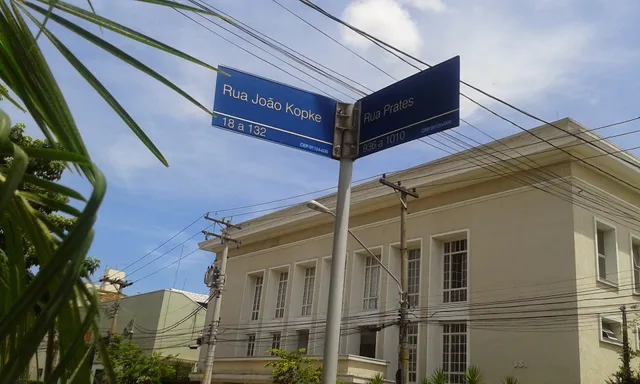 Rua João Kopke
18 a 132
Rua Prates
936 a 1010